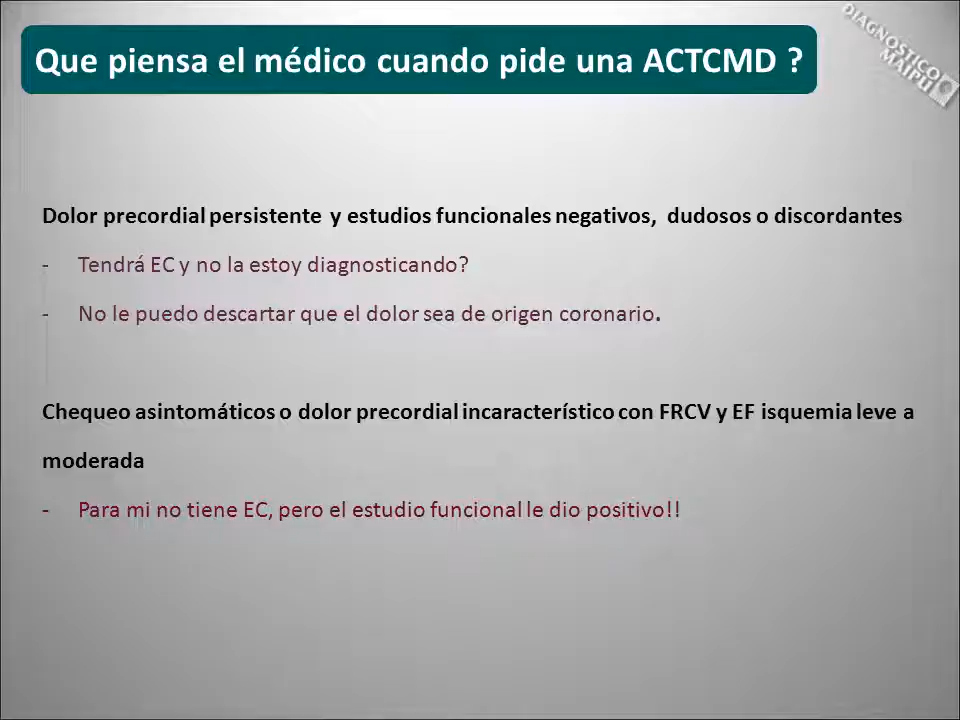 Que piensa el médico cuando pide una ACTCMD ?
DIAGNOSTICO
MAIPU
Dolor precordial persistente y estudios funcionales negativos, dudosos o discordantes
- Tendrá EC y no la estoy diagnosticando?
- No le puedo descartar que el dolor sea de origen coronario.
Chequeo asintomáticos o dolor precordial incaracterístico con FRCV y EF isquemia leve a
moderada
- Para mi no tiene EC, pero el estudio funcional le dio positivo!!